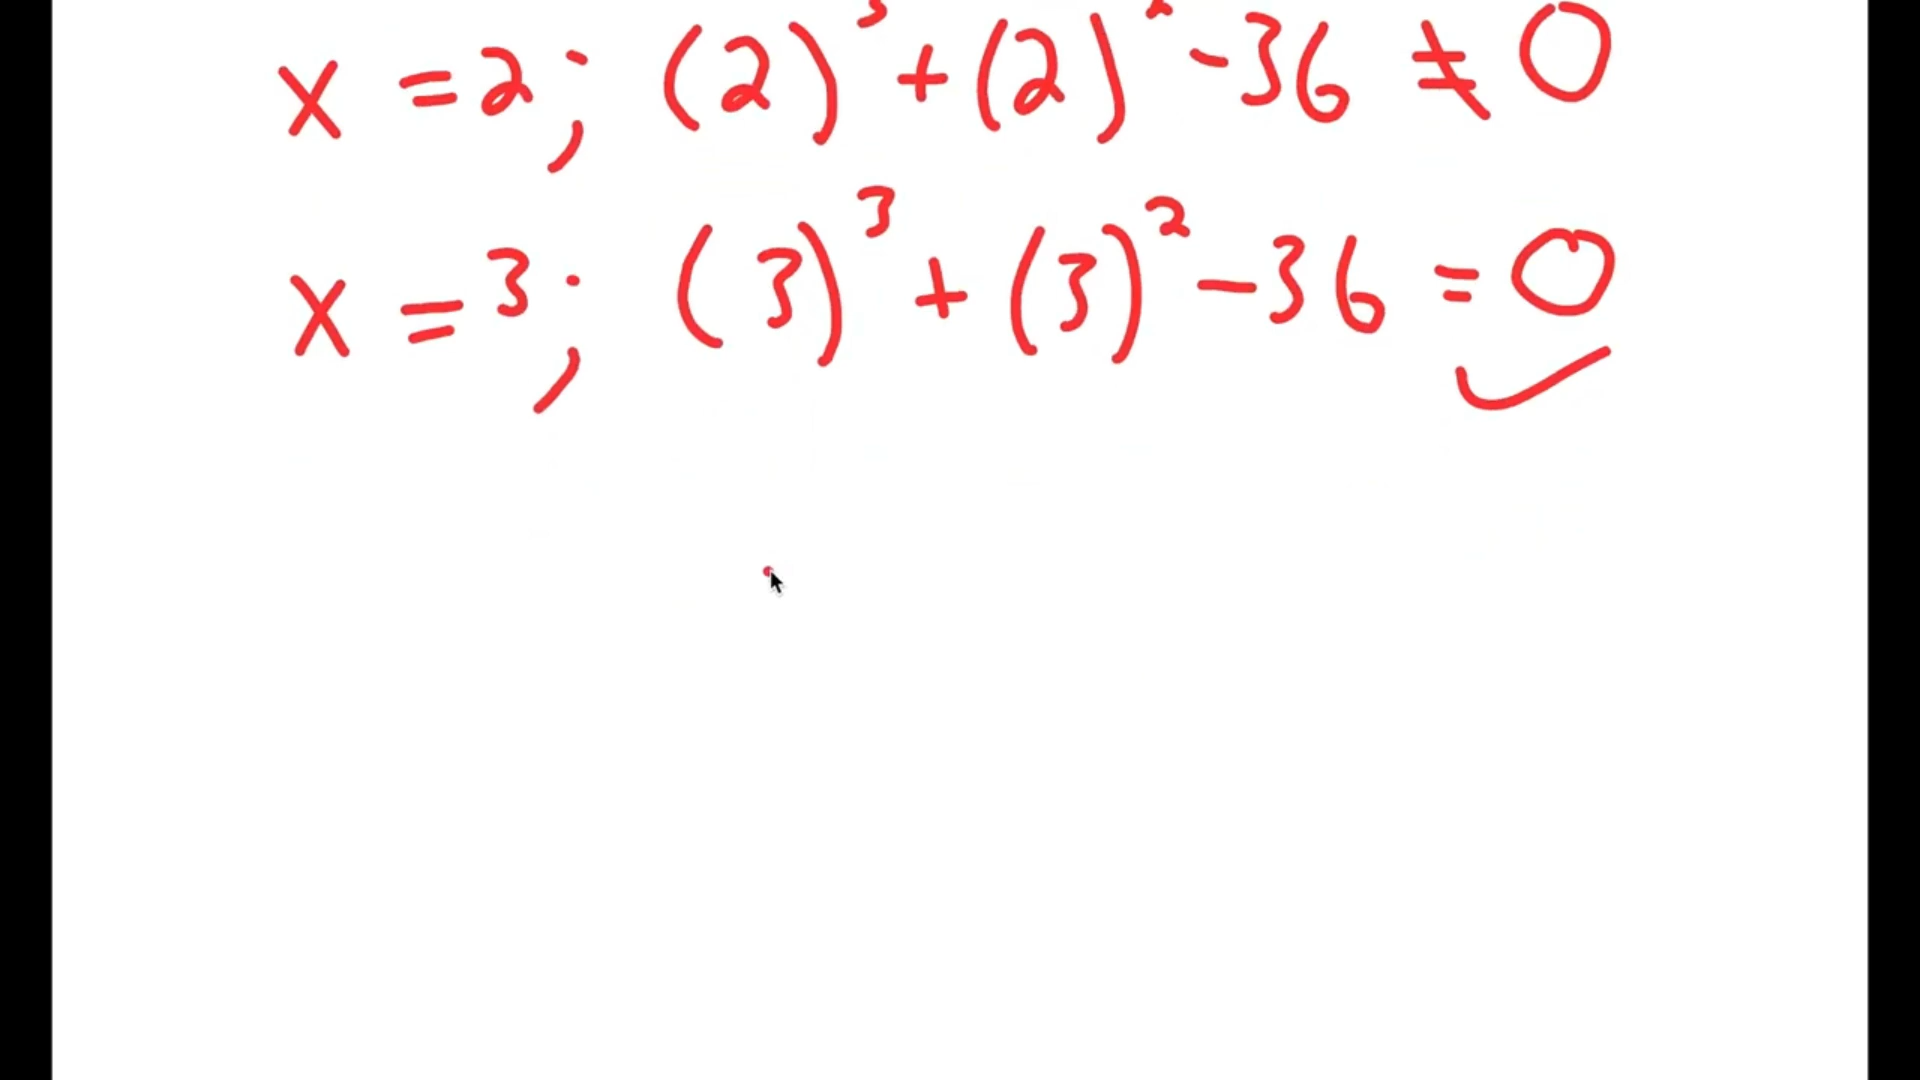 x = 2; (2)³ + (2)² - 36 ≠ 0
x = 3; (3)³ + (3)² - 36 = 0 ✓